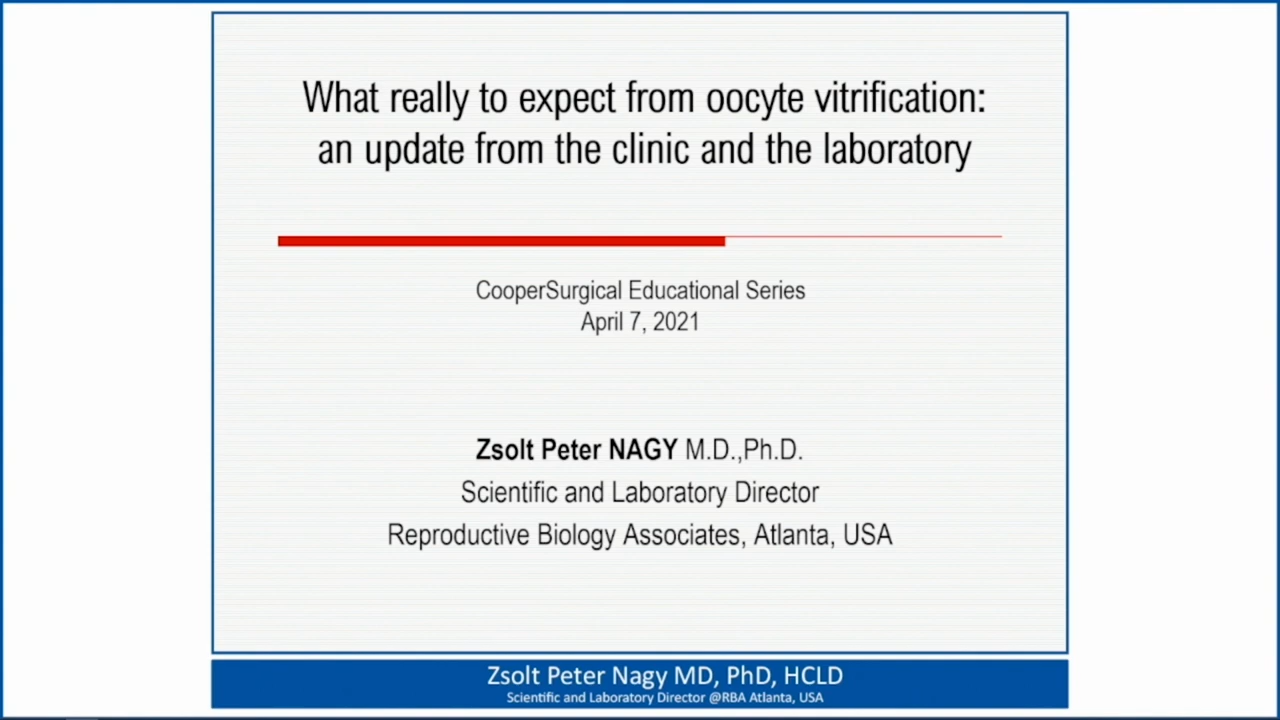 What really to expect from oocyte vitrification:
an update from the clinic and the laboratory
CooperSurgical Educational Series
April 7, 2021
Zsolt Peter NAGY M.D.,Ph.D.
Scientific and Laboratory Director
Reproductive Biology Associates, Atlanta, USA
Zsolt Peter Nagy MD, PhD, HCLD
Scientific and Laboratory Director @RBA Atlanta, USA